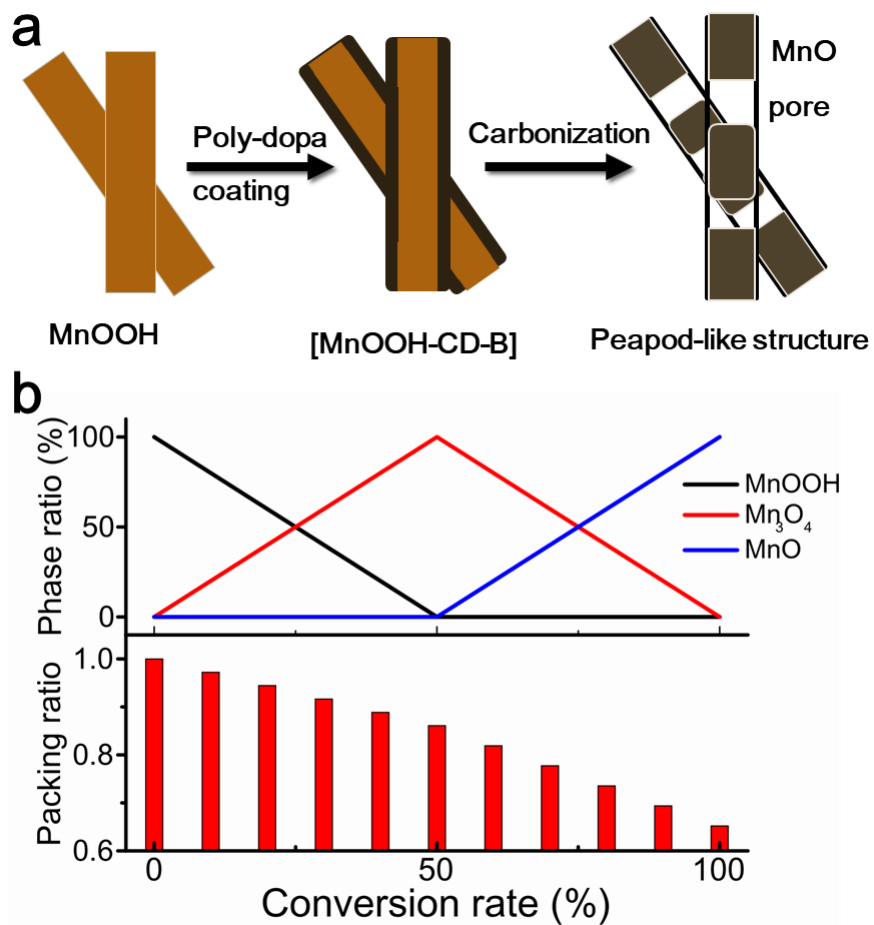 a
MnO
pore
Poly-dopa
coating
Carbonization
MnOOH
[MnOOH-CD-B]
Peapod-like structure
b
Phase ratio (%)
100
50
0
MnOOH
Mn₃O₄
MnO
Packing ratio
1.0
0.8
0.6
0
50
100
Conversion rate (%)